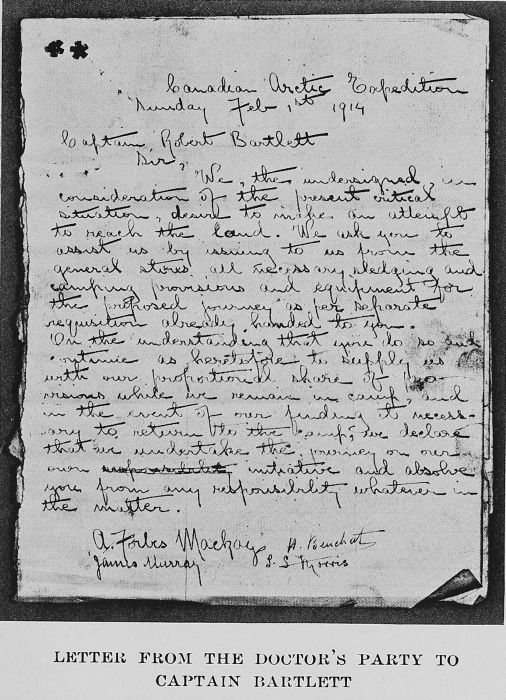 Canadian Arctic Expedition
Sunday Feb 1st 1914
Captain Robert Bartlett
Sir,
We, the undersigned, in
consideration of the present critical
situation, desire to make an attempt
to reach the land. We ask you to
assist us by issuing to us from the
general stores all necessary sledging and
camping provisions and equipment for
the proposed journey as per separate
requisition already handed to you.
On the understanding that you do so and
continue as heretofore to supply us
with our proportional share of pro-
visions while we remain in camp, and
in the event of our finding it necess-
ary to return to the camp, we declare
that we undertake the journey on our
own responsibility initiative and absolve
you from any responsibility whatever in
the matter.
A. Forbes Mackay H. Beuchat
James Murray S. S. Morris
LETTER FROM THE DOCTOR'S PARTY TO
CAPTAIN BARTLETT